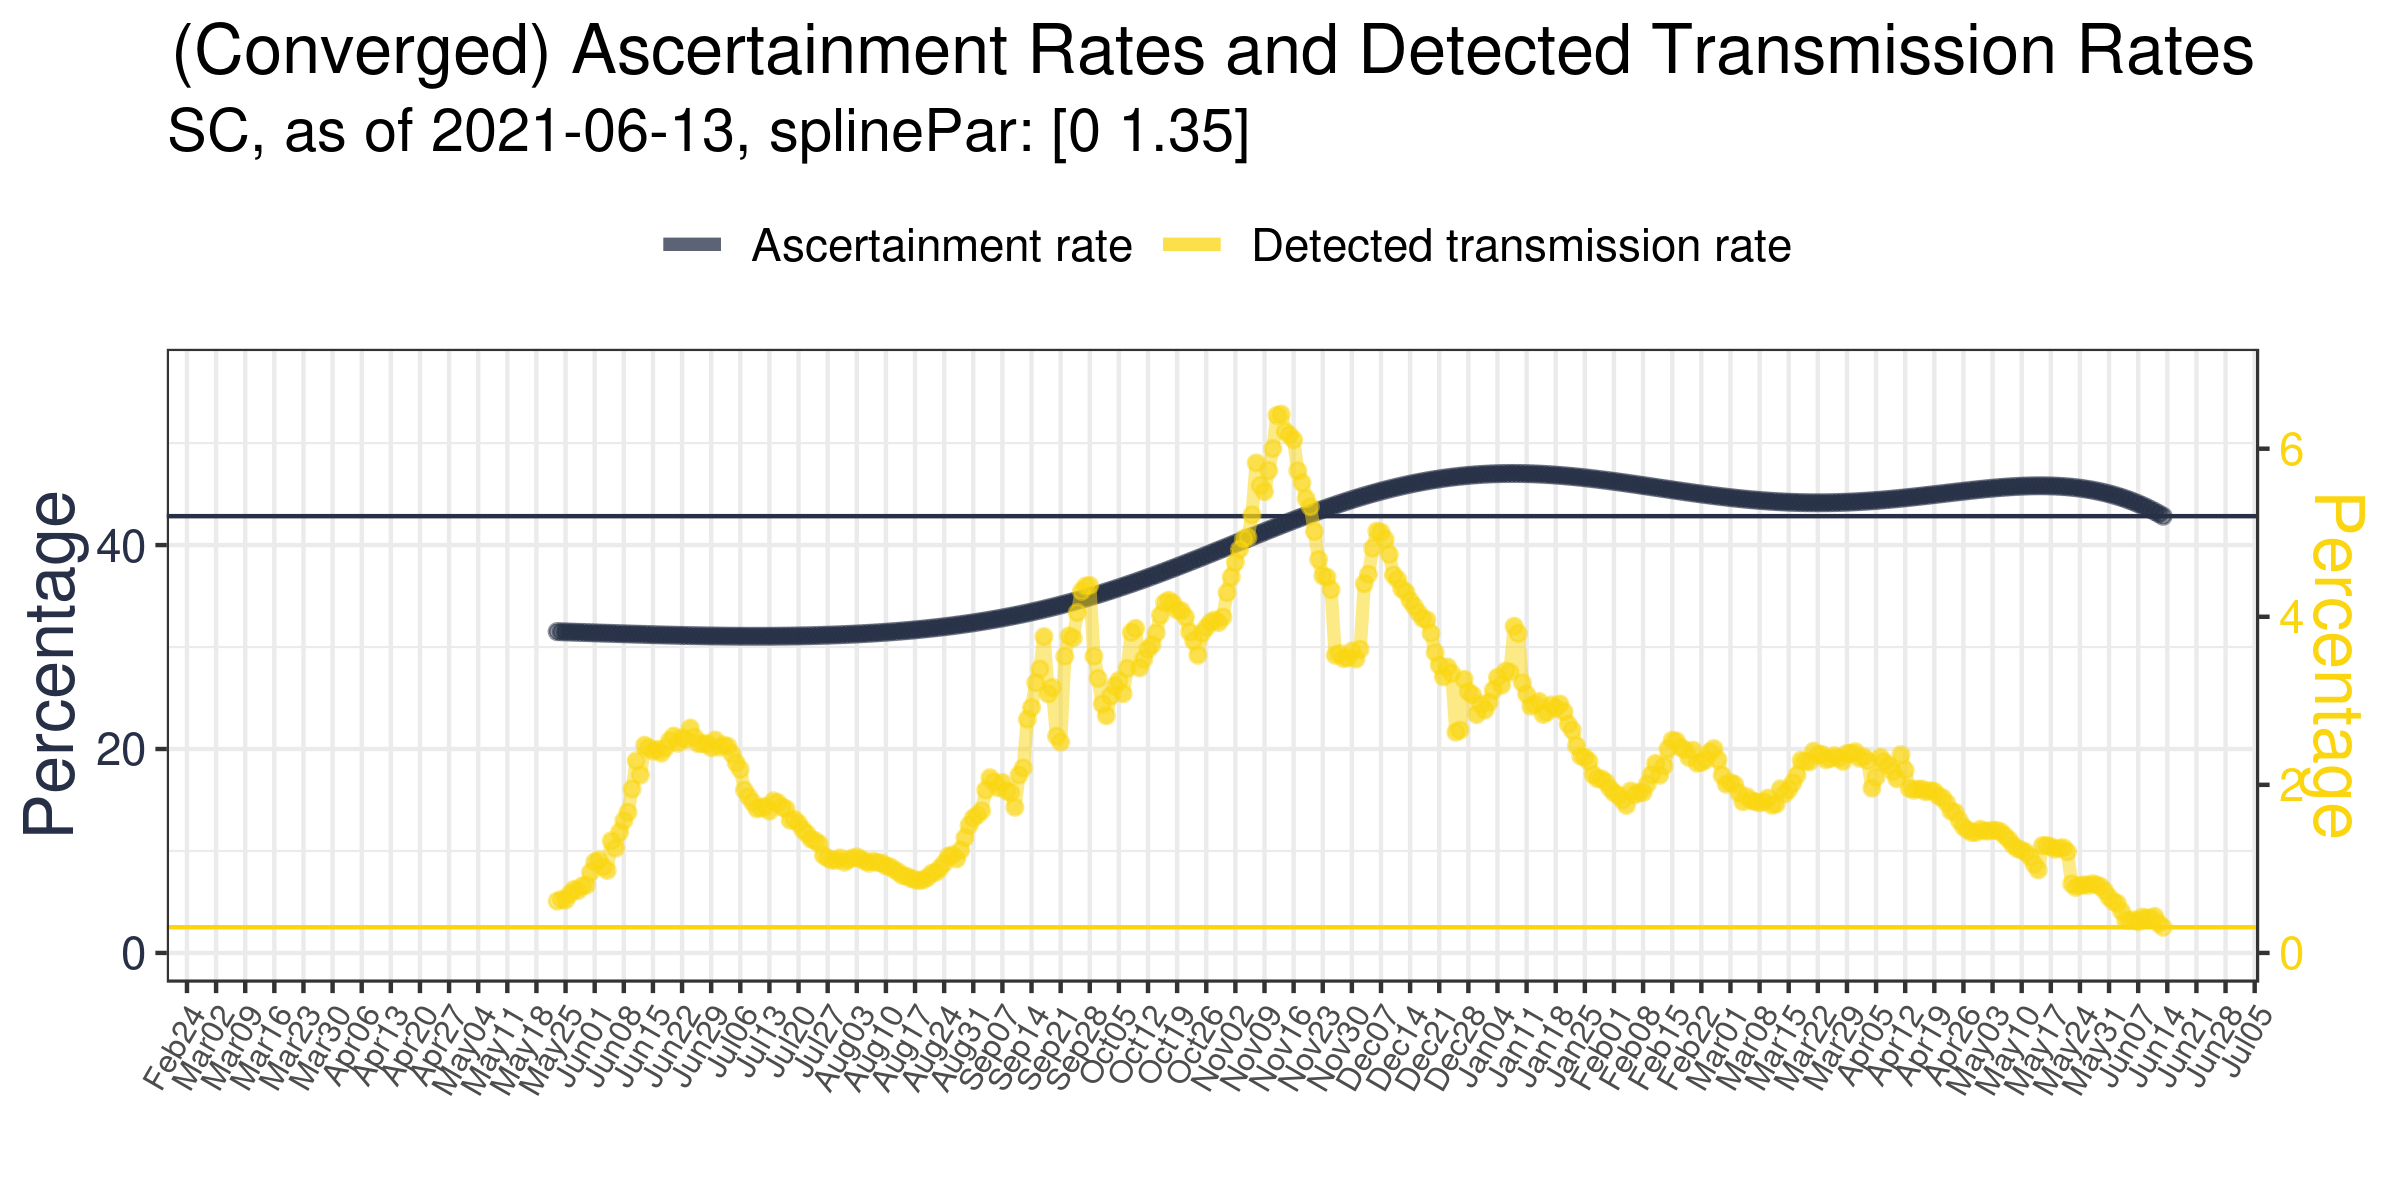 (Converged) Ascertainment Rates and Detected Transmission Rates
SC, as of 2021-06-13, splinePar: [0 1.35]
Ascertainment rate
Detected transmission rate
Percentage
40
20
0
6
4
2
0
Percentage
Feb24
Mar02
Mar09
Mar16
Mar23
Mar30
Apr06
Apr13
Apr20
Apr27
May04
May11
May18
May25
Jun01
Jun08
Jun15
Jun22
Jun29
Jul06
Jul13
Jul20
Jul27
Aug03
Aug10
Aug17
Aug24
Aug31
Sep07
Sep14
Sep21
Sep28
Oct05
Oct12
Oct19
Oct26
Nov02
Nov09
Nov16
Nov23
Nov30
Dec07
Dec14
Dec21
Dec28
Jan04
Jan11
Jan18
Jan25
Feb01
Feb08
Feb15
Feb22
Mar01
Mar08
Mar15
Mar22
Mar29
Apr05
Apr12
Apr19
Apr26
May03
May10
May17
May24
May31
Jun07
Jun14
Jun21
Jun28
Jul05